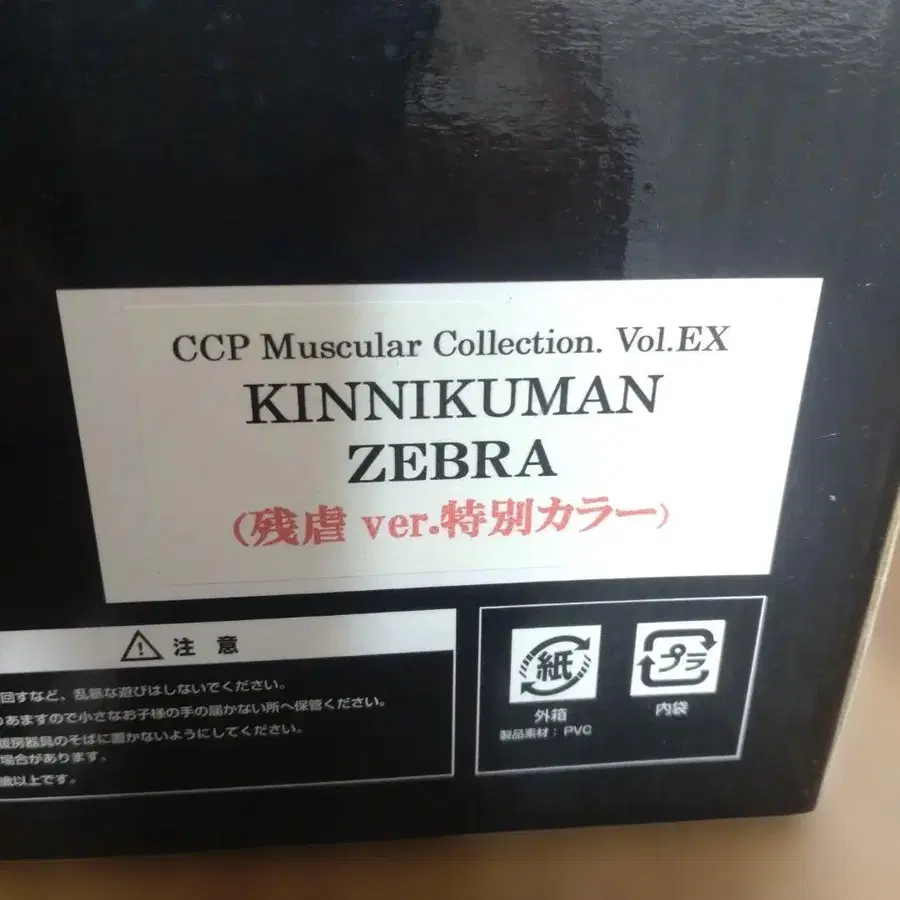 CCP Muscular Collection. Vol.EX
KINNIKUMAN
ZEBRA
(残虐 ver.特別カラー)
注 意
回すなど、乱暴な遊びはしないでください。
のありますので小さなお子様の手の届かない所へ保管ください。
暖房器具のそばに置かないようにしてください。
場合があります。
歳以上です。
紙
外箱
製品素材：PVC
プラ
内袋